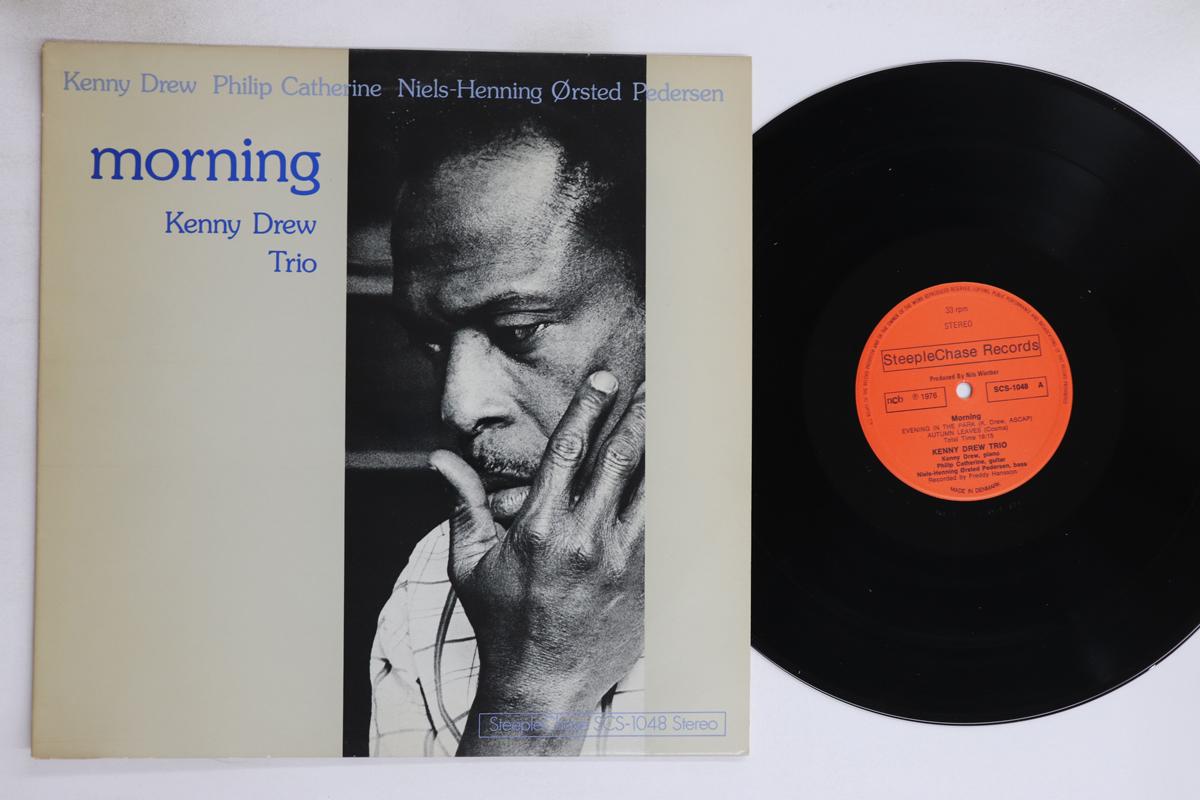 Kenny Drew Philip Catherine Niels-Henning Ørsted Pedersen
morning
Kenny Drew
Trio
SteepleChase SCS-1048 Stereo
33 rpm
STEREO
SteepleChase Records
Produced By Nils Winther
ncb ℗ 1976
SCS-1048 A
Morning
EVENING IN THE PARK (K. Drew, ASCAP)
AUTUMN LEAVES (Cosma)
Total Time 18:15
KENNY DREW TRIO
Kenny Drew, piano
Philip Catherine, guitar
Niels-Henning Ørsted Pedersen, bass
Recorded by Freddy Hansson
MADE IN DENMARK